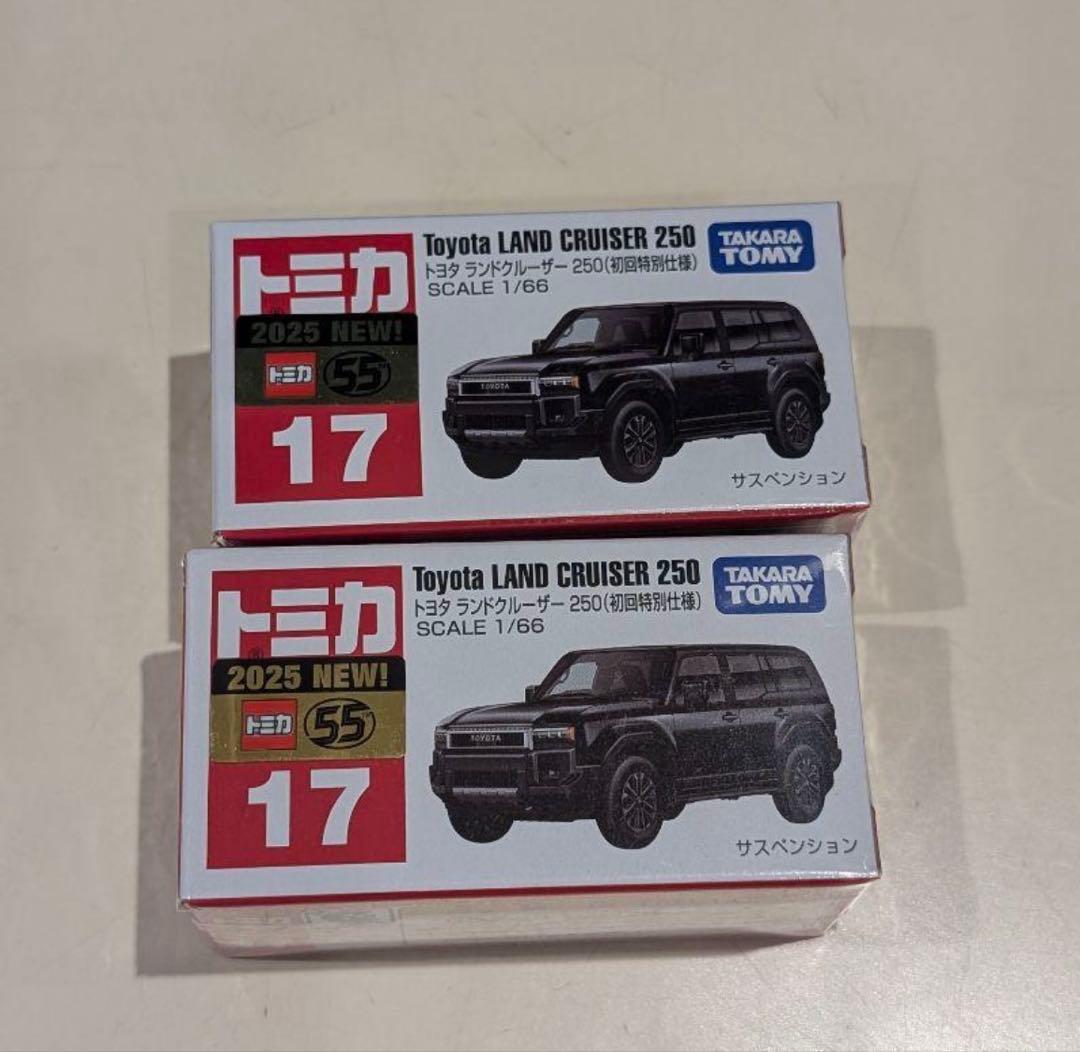 トミカ
Toyota LAND CRUISER 250
トヨタ ランドクルーザー 250(初回特別仕様)
SCALE 1/66
TAKARA TOMY
2025 NEW!
トミカ 55
17
TOYOTA
サスペンション
トミカ
Toyota LAND CRUISER 250
トヨタ ランドクルーザー 250(初回特別仕様)
SCALE 1/66
TAKARA TOMY
2025 NEW!
トミカ 55
17
TOYOTA
サスペンション